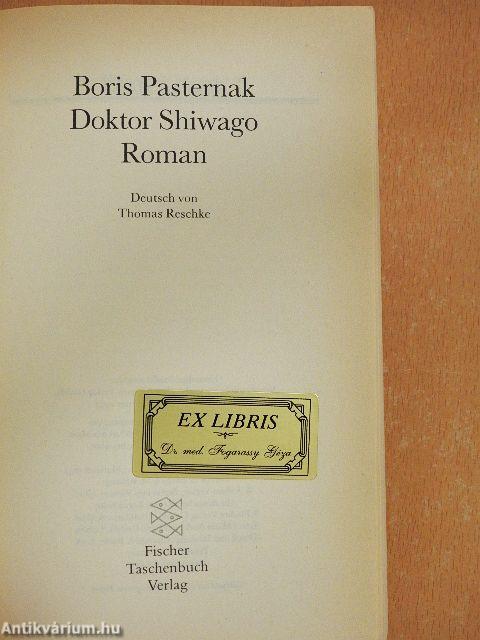 Boris Pasternak
Doktor Shiwago
Roman
Deutsch von
Thomas Reschke
EX LIBRIS
Dr. med. Fogarassy Géza
Fischer
Taschenbuch
Verlag
Antikvárium.hu